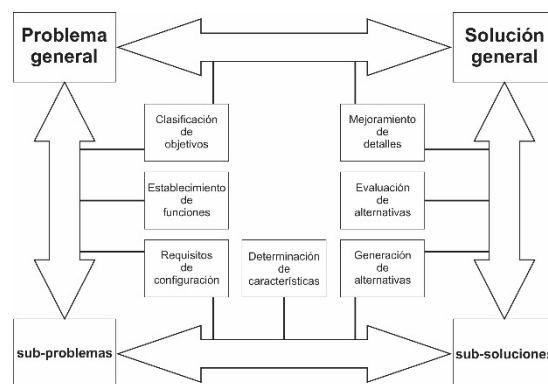 Problema
general
Solución
general
Clasificación
de
objetivos
Mejoramiento
de
detalles
Establecimiento
de
funciones
Evaluación
de
alternativas
Requisitos
de
configuración
Determinación
de
características
Generación
de
alternativas
sub-problemas
sub-soluciones